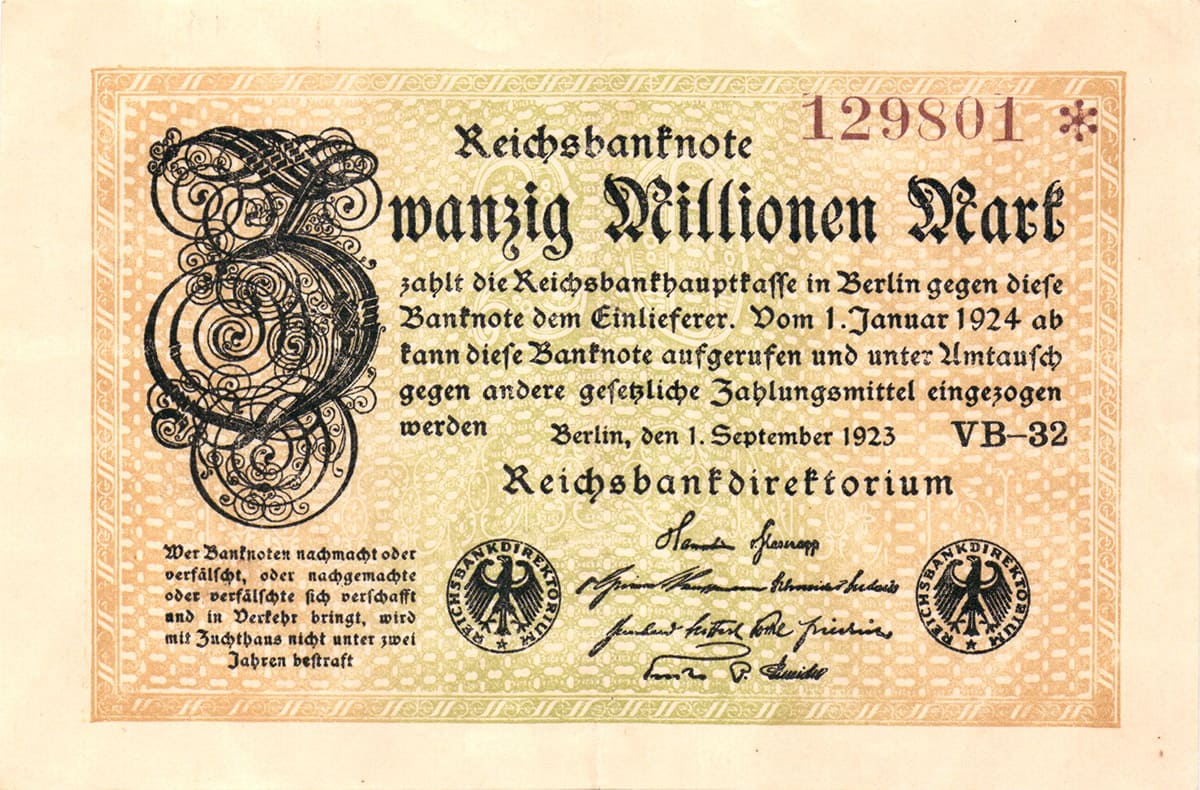 129801 *
Reichsbanknote
Zwanzig Millionen Mark
zahlt die Reichsbankhauptkasse in Berlin gegen diese
Banknote dem Einlieferer. Vom 1. Januar 1924 ab
kann diese Banknote aufgerufen und unter Umtausch
gegen andere gesetzliche Zahlungsmittel eingezogen
werden
Berlin, den 1. September 1923
VB-32
Reichsbankdirektorium
Wer Banknoten nachmacht oder
verfälscht, oder nachgemachte
oder verfälschte sich verschafft
und in Verkehr bringt, wird
mit Zuchthaus nicht unter zwei
Jahren bestraft
REICHSBANKDIREKTORIUM
REICHSBANKDIREKTORIUM